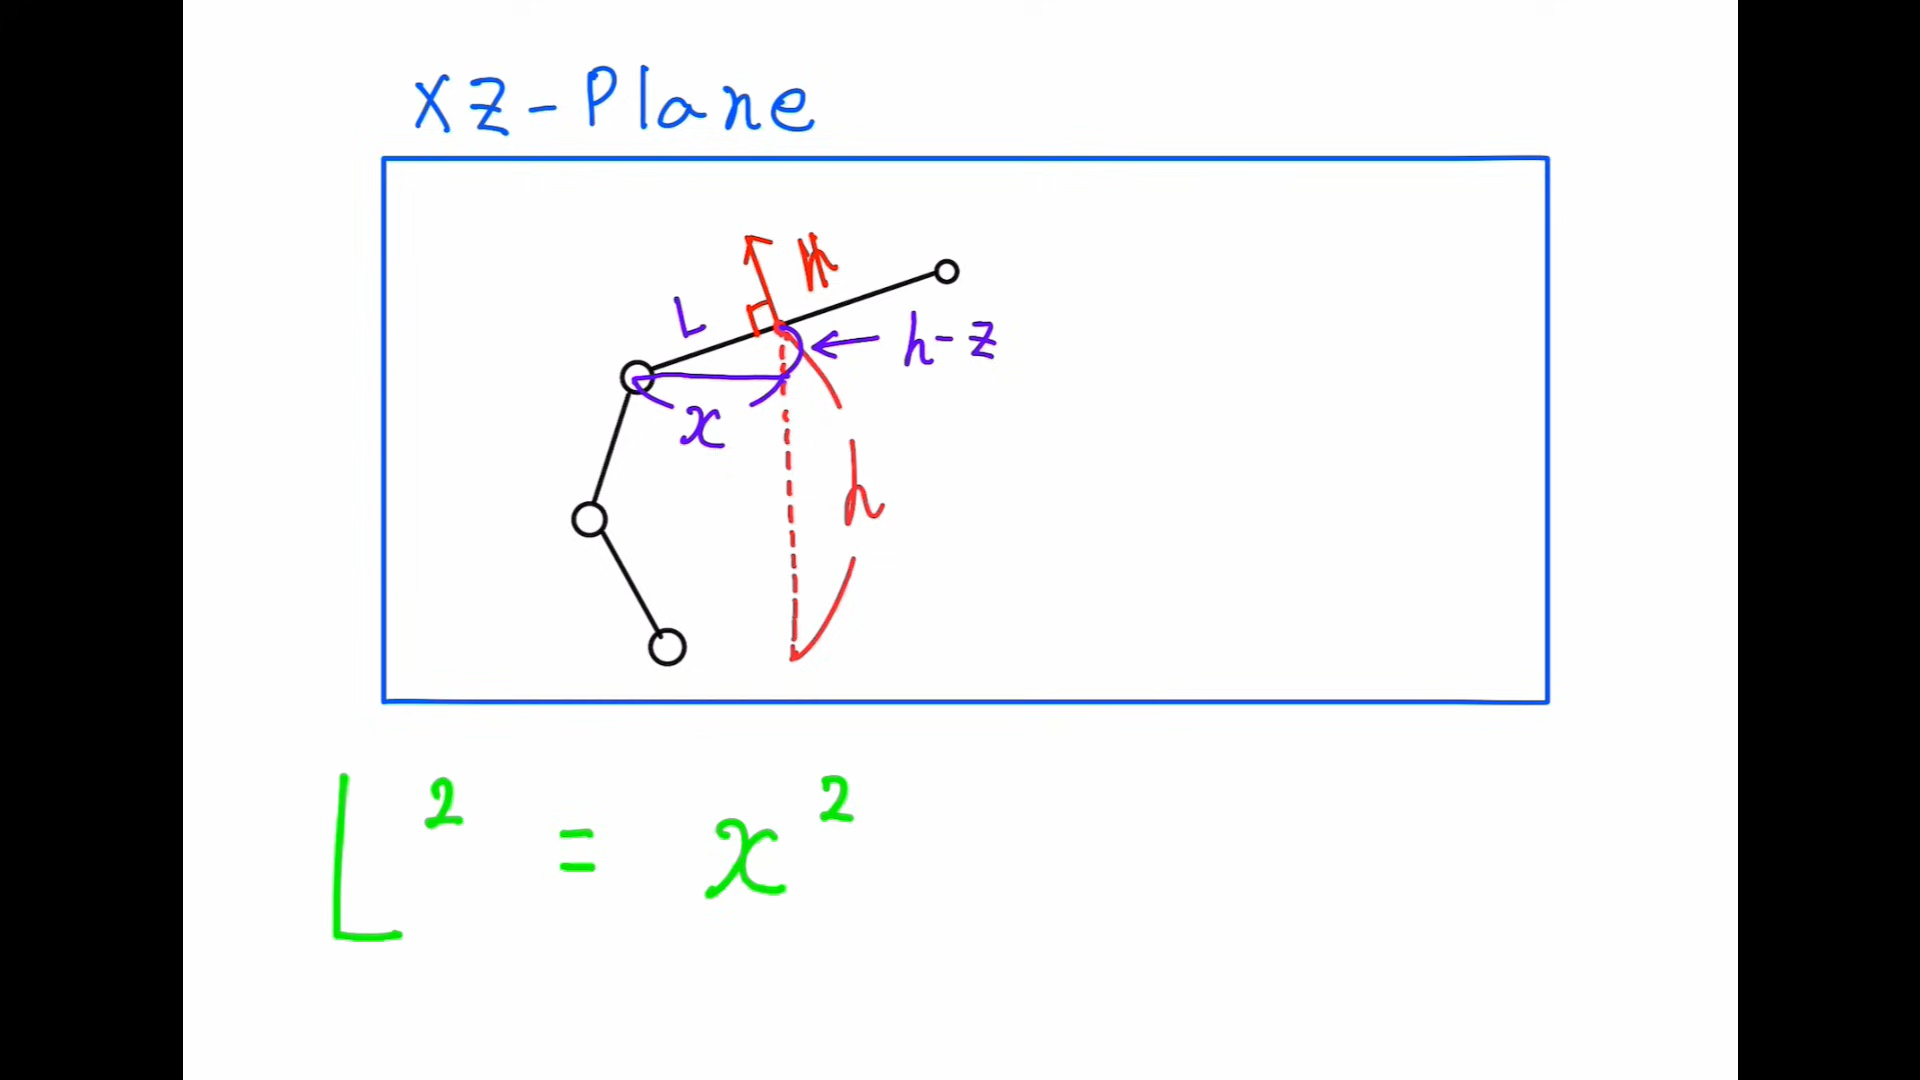 XZ-Plane
n
L
h-z
x
h
L² = x²